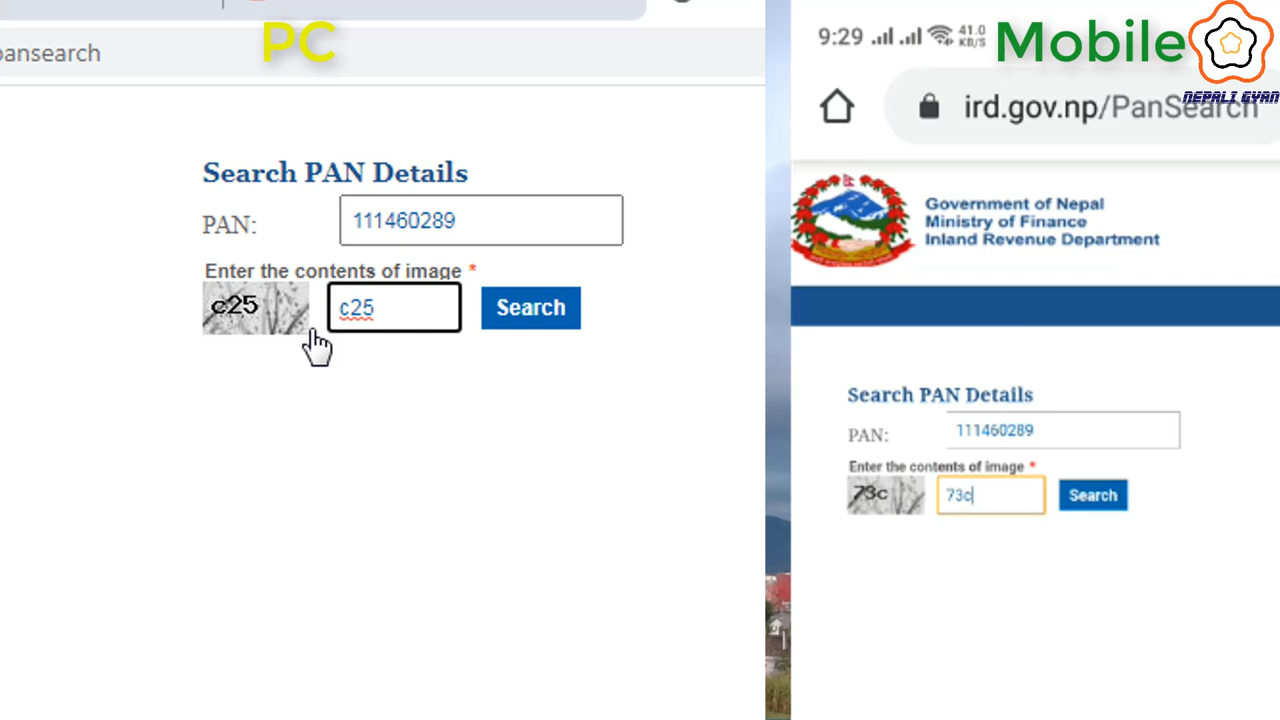 PC
pansearch
Search PAN Details
PAN:
111460289
Enter the contents of image *
c25
c25
Search
9:29
41.0
KB/S
Mobile
NEPALI GYAN
ird.gov.np/PanSearch
Government of Nepal
Ministry of Finance
Inland Revenue Department
Search PAN Details
PAN:
111460289
Enter the contents of image *
73c
73c
Search